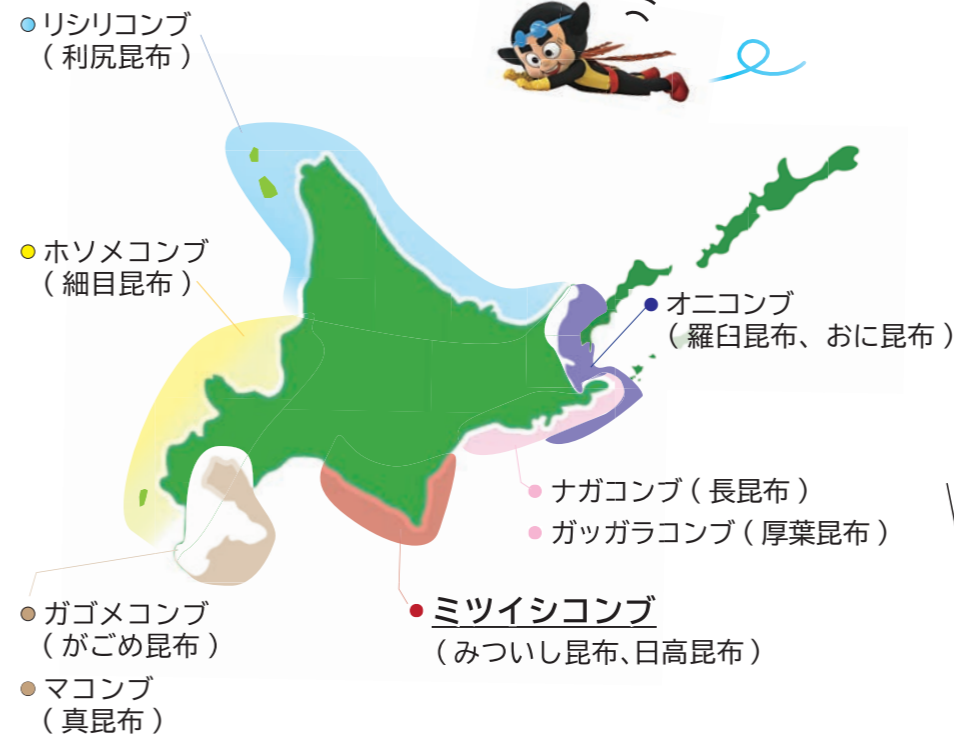 リシリコンブ
（ 利尻昆布 ）
ホソメコンブ
（ 細目昆布 ）
オニコンブ
（ 羅臼昆布、おに昆布 ）
ナガコンブ（ 長昆布 ）
ガッガラコンブ（ 厚葉昆布 ）
ミツイシコンブ
（ みついし昆布､日高昆布 ）
ガゴメコンブ
（ がごめ昆布 ）
マコンブ
（ 真昆布 ）